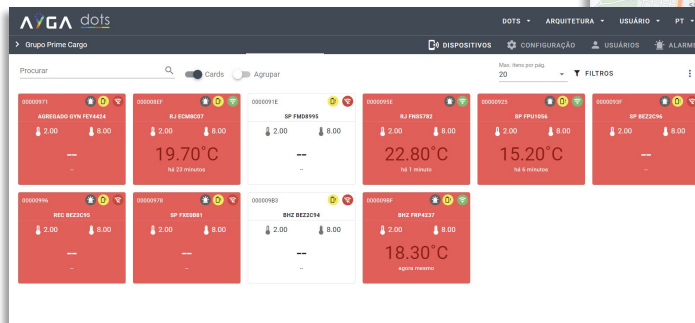 AYGA dots
DOTS ARQUITETURA USUÁRIO PT
Grupo Prime Cargo
DISPOSITIVOS CONFIGURAÇÃO USUÁRIOS ALARME
Procurar Cards Agrupar
Max. itens por pág.
20
FILTROS
00000971 000008EF 0000091E 0000095E 00000925 0000093F
AGREGADO GYN FEY4424 RJ ECM8C07 SP FMD8995 RJ FNS5782 SP FPU1056 SP BEZ2C96
2.00 8.00 2.00 8.00 2.00 8.00 2.00 8.00 2.00 8.00 2.00 8.00
-- 19.70°C -- 22.80°C 15.20°C --
-- há 23 minutos -- há 1 minuto há 6 minutos --
00000996 00000978 000009B3 0000098F
REC BEZ2C95 SP FXE0B81 BHZ BEZ2C94 BHZ FRP4237
2.00 8.00 2.00 8.00 2.00 8.00 2.00 8.00
-- -- -- 18.30°C
-- -- -- agora mesmo